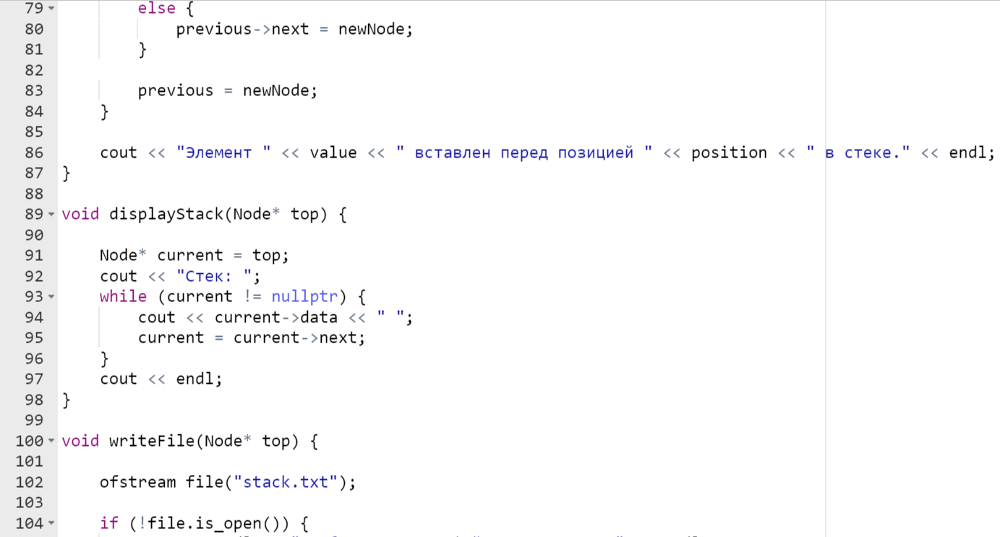 79 else {
80 previous->next = newNode;
81 }
82
83 previous = newNode;
84 }
85
86 cout << "Элемент " << value << " вставлен перед позицией " << position << " в стеке." << endl;
87 }
88
89 void displayStack(Node* top) {
90
91 Node* current = top;
92 cout << "Стек: ";
93 while (current != nullptr) {
94 cout << current->data << " ";
95 current = current->next;
96 }
97 cout << endl;
98 }
99
100 void writeFile(Node* top) {
101
102 ofstream file("stack.txt");
103
104 if (!file.is_open()) {